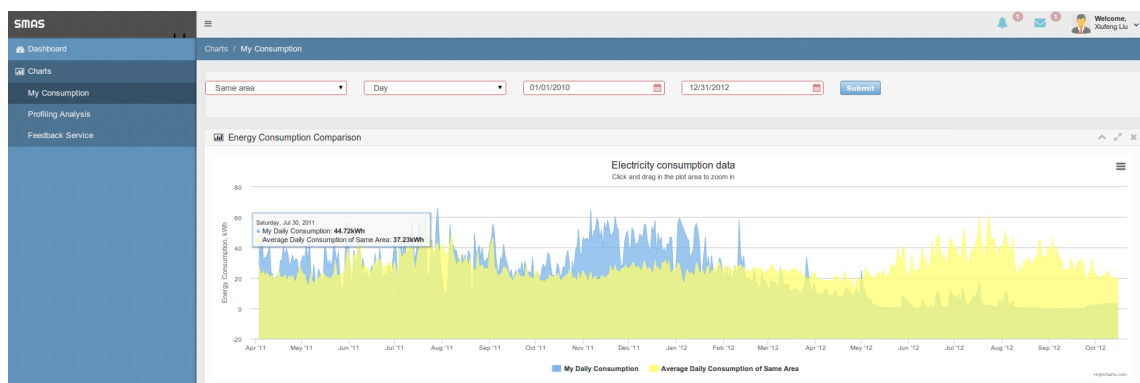 SMAS
1
1
Welcome,
Xiufeng Liu
Dashboard
Charts / My Consumption
Charts
My Consumption
Profiling Analysis
Feedback Service
Same area
Day
01/01/2010
12/31/2012
Submit
Energy Consumption Comparison
Electricity consumption data
Click and drag in the plot area to zoom in
Energy Consumption, kWh
80
60
40
20
0
-20
Saturday, Jul 30, 2011
My Daily Consumption: 44.72kWh
Average Daily Consumption of Same Area: 37.23kWh
Apr '11 May '11 Jun '11 Jul '11 Aug '11 Sep '11 Oct '11 Nov '11 Dec '11 Jan '12 Feb '12 Mar '12 Apr '12 May '12 Jun '12 Jul '12 Aug '12 Sep '12 Oct '12
My Daily Consumption Average Daily Consumption of Same Area
Highcharts.com